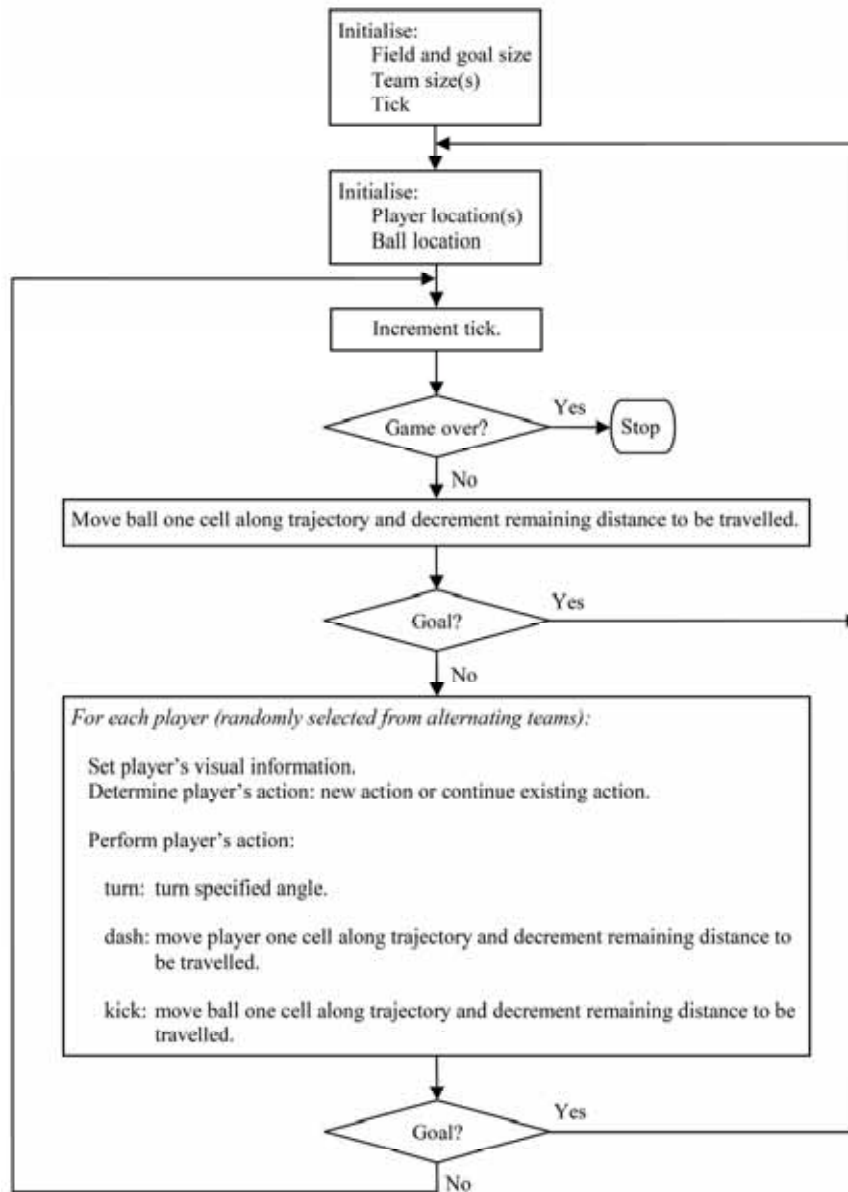 Initialise:
Field and goal size
Team size(s)
Tick
Initialise:
Player location(s)
Ball location
Increment tick.
Game over?
Yes
Stop
No
Move ball one cell along trajectory and decrement remaining distance to be travelled.
Goal?
Yes
No
For each player (randomly selected from alternating teams):
Set player's visual information.
Determine player's action: new action or continue existing action.
Perform player's action:
turn: turn specified angle.
dash: move player one cell along trajectory and decrement remaining distance to
be travelled.
kick: move ball one cell along trajectory and decrement remaining distance to be
travelled.
Goal?
Yes
No